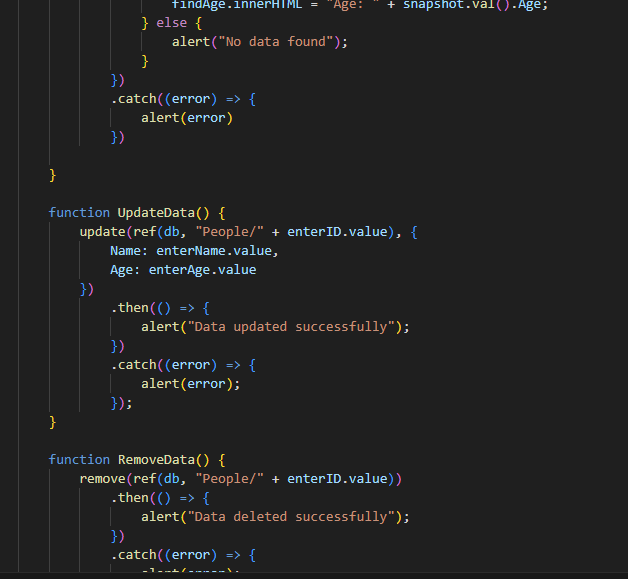 findAge.innerHTML = "Age: " + snapshot.val().Age;
} else {
alert("No data found");
}
})
.catch((error) => {
alert(error)
})
}
function UpdateData() {
update(ref(db, "People/" + enterID.value), {
Name: enterName.value,
Age: enterAge.value
})
.then(() => {
alert("Data updated successfully");
})
.catch((error) => {
alert(error);
});
}
function RemoveData() {
remove(ref(db, "People/" + enterID.value))
.then(() => {
alert("Data deleted successfully");
})
.catch((error) => {
alert(error);